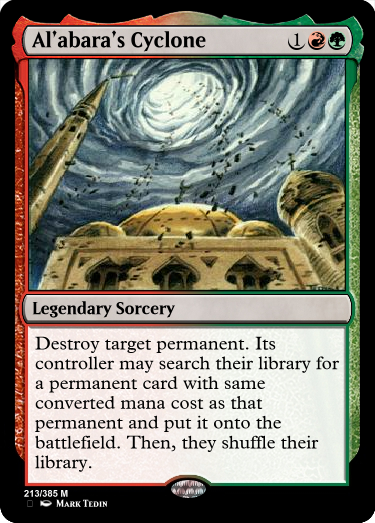 Al'abara's Cyclone 1
Legendary Sorcery
Destroy target permanent. Its
controller may search their library for
a permanent card with same
converted mana cost as that
permanent and put it onto the
battlefield. Then, they shuffle their
library.
213/385 M
Mark Tedin